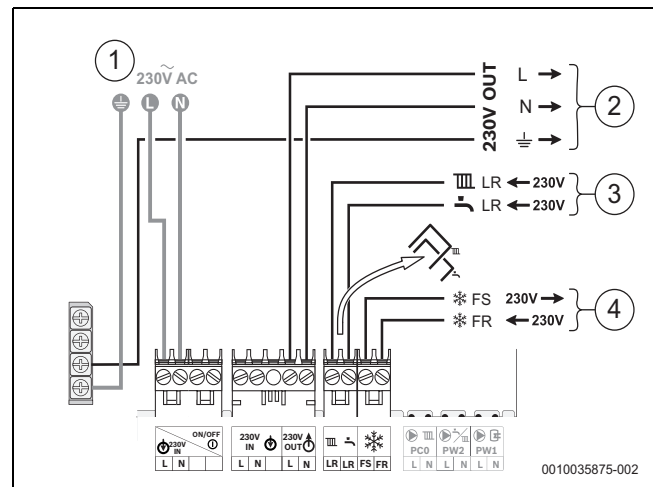 1
230V AC
L N
230V OUT
L
N
2
LR 230V
LR 230V
3
FS 230V
FR 230V
4
230V IN
ON/OFF
L N
230V IN
230V OUT
L N L N
LR LR FS FR
PC0 PW2 PW1
L N L N L N
0010035875-002